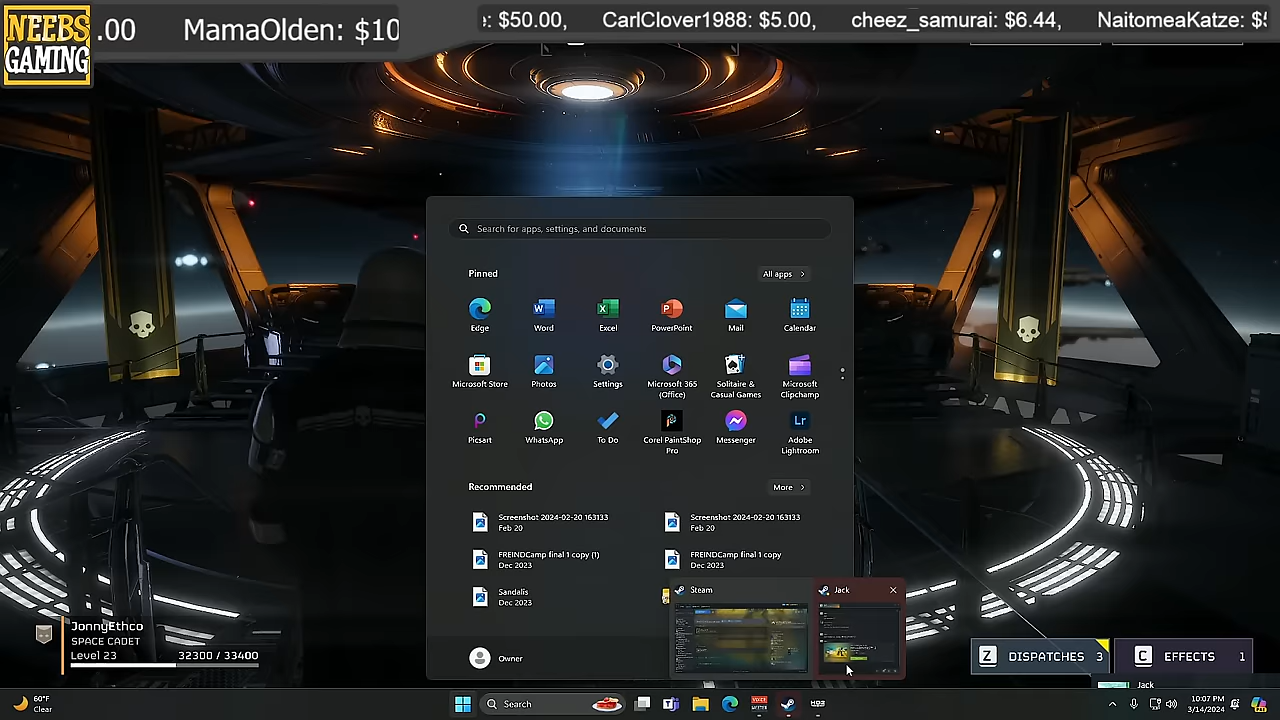 NEEBS
GAMING
.00 MamaOlden: $10
: $50.00, CarlClover1988: $5.00, cheez_samurai: $6.44, NaitomeaKatze: $
Search for apps, settings, and documents
Pinned
All apps >
Edge
Word
Excel
PowerPoint
Mail
Calendar
Microsoft Store
Photos
Settings
Microsoft 365
(Office)
Solitaire &
Casual Games
Microsoft
Clipchamp
Picsart
WhatsApp
To Do
Corel PaintShop
Pro
Messenger
Lr
Adobe
Lightroom
Recommended
More >
Screenshot 2024-02-20 163133
Feb 20
Screenshot 2024-02-20 163133
Feb 20
FREINDCamp final 1 copy (1)
Dec 2023
FREINDCamp final 1 copy
Dec 2023
Sandalis
Dec 2023
Steam
Jack
Owner
JonnyEthco
SPACE CADET
Level 23
32300 / 33400
Z DISPATCHES 3
C EFFECTS 1
Jack
60°F
Clear
Search
10:07 PM
3/14/2024